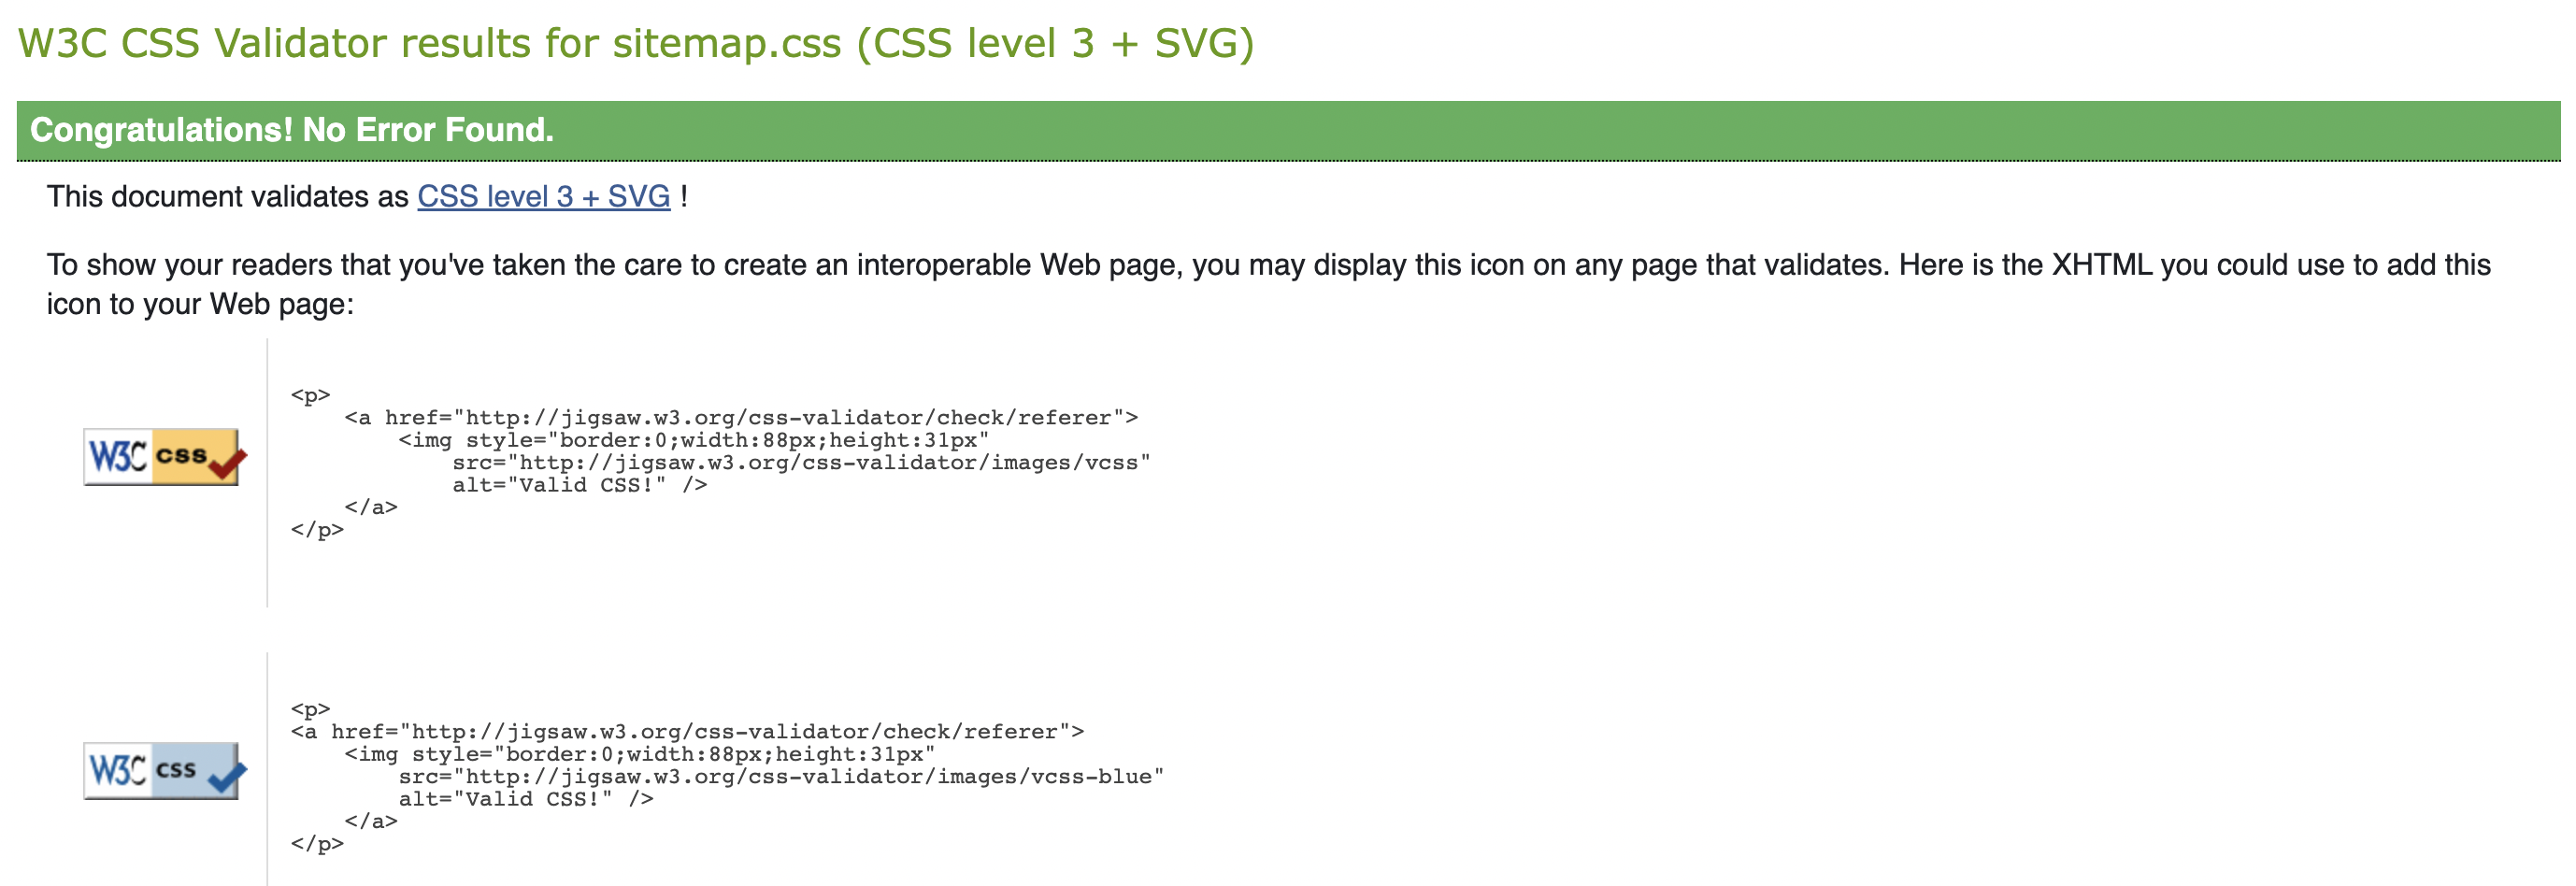 W3C CSS Validator results for sitemap.css (CSS level 3 + SVG)
Congratulations! No Error Found.
This document validates as CSS level 3 + SVG !
To show your readers that you've taken the care to create an interoperable Web page, you may display this icon on any page that validates. Here is the XHTML you could use to add this
icon to your Web page:
W3C css
<p>
    <a href="http://jigsaw.w3.org/css-validator/check/referer">
        <img style="border:0;width:88px;height:31px"
            src="http://jigsaw.w3.org/css-validator/images/vcss"
            alt="Valid CSS!" />
    </a>
</p>
W3C css
<p>
<a href="http://jigsaw.w3.org/css-validator/check/referer">
    <img style="border:0;width:88px;height:31px"
        src="http://jigsaw.w3.org/css-validator/images/vcss-blue"
        alt="Valid CSS!" />
    </a>
</p>